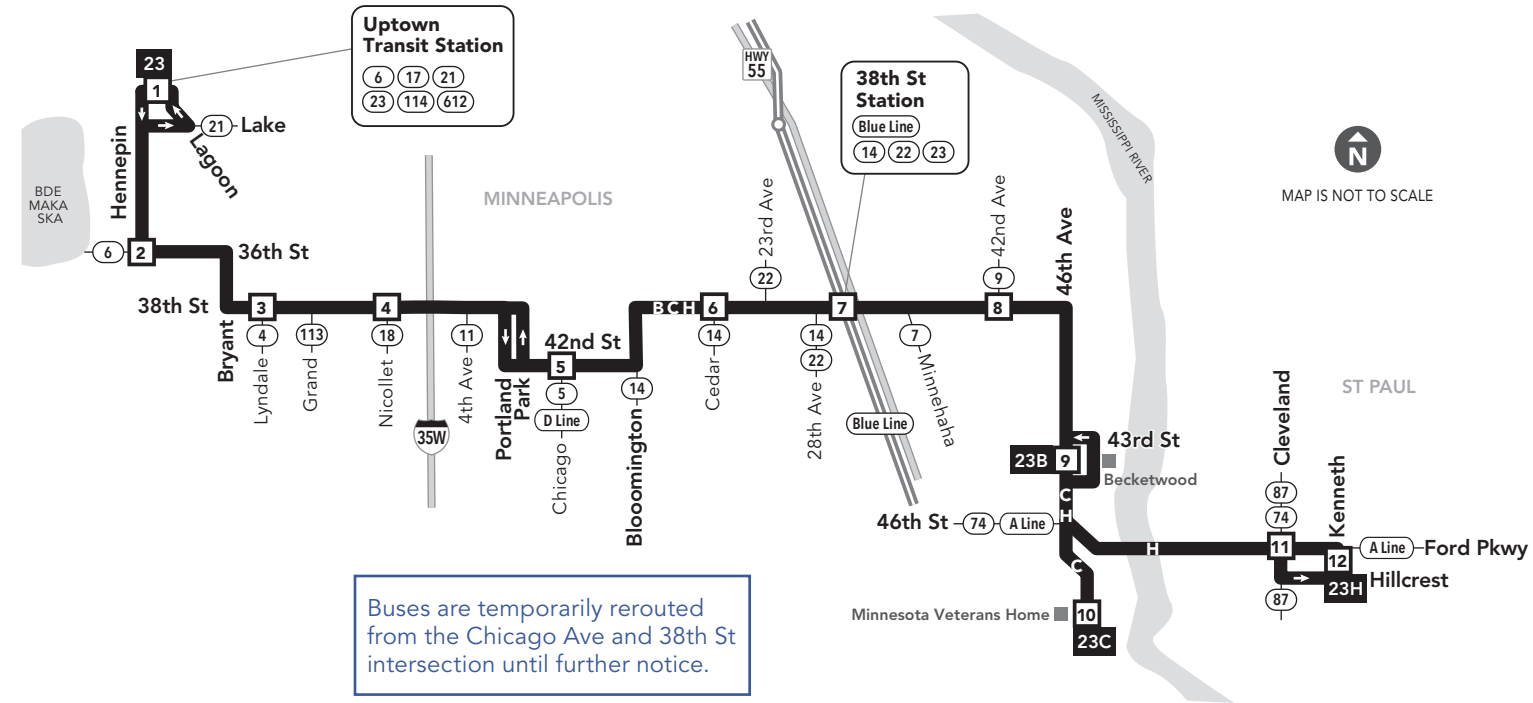 Uptown
Transit Station
6 17 21
23 114 612
23
1
21 Lake
Lagoon
Hennepin
BDE
MAKA
SKA
6
2
36th St
38th St
Bryant
3
4
Lyndale
113
Grand
4
18
Nicollet
MINNEAPOLIS
35W
11
4th Ave
Portland
Park
42nd St
5
5
D Line
Chicago
14
Blooomington
B C H
6
14
Cedar
23rd Ave
22
HWY
55
38th St
Station
Blue Line
14 22 23
7
14
22
28th Ave
Blue Line
7
Minnehaha
42nd Ave
9
8
46th Ave
MISSISSIPPI RIVER
N
MAP IS NOT TO SCALE
ST PAUL
43rd St
23B 9
Becketwood
C
H
46th St 74 A Line
H
C
Minnesota Veterans Home
10
23C
Cleveland
87
74
11
87
Kenneth
12
23H
A Line Ford Pkwy
Hillcrest
Buses are temporarily rerouted
from the Chicago Ave and 38th St
intersection until further notice.